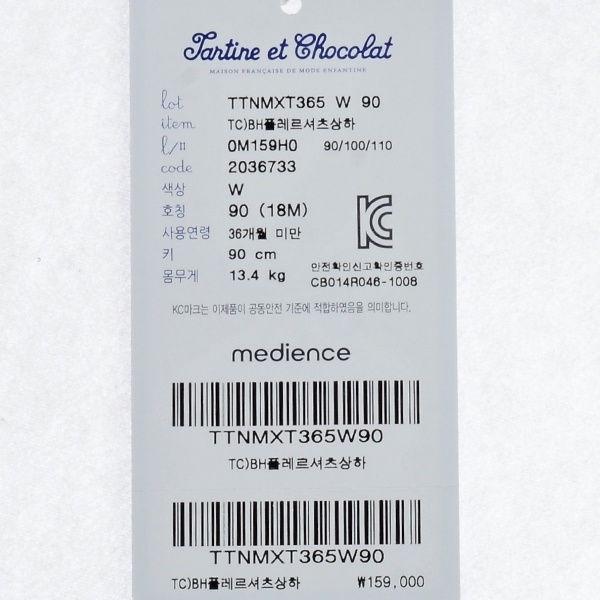 Tartine et Chocolat
MAISON FRANÇAISE DE MODE ENFANTINE
lot TTNMXT365 W 90
item TC)BH플레르셔츠상하
l/# 0M159H0 90/100/110
code 2036733
색상 W
호칭 90 (18M)
사용연령 36개월 미만
키 90 cm
몸무게 13.4 kg
안전확인신고확인증번호
CB014R046-1008
KC마크는 이제품이 공통안전 기준에 적합하였음을 의미합니다.
medience
TTNMXT365W90
TC)BH플레르셔츠상하
TTNMXT365W90
TC)BH플레르셔츠상하 ₩159,000